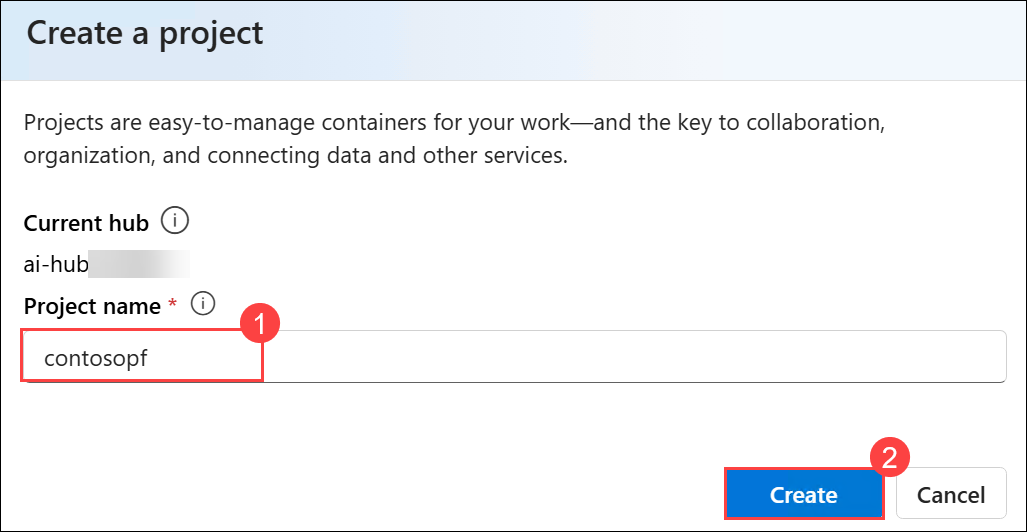 Create a project
Projects are easy-to-manage containers for your work—and the key to collaboration,
organization, and connecting data and other services.
Current hub
ai-hub
Project name *
1
contosopf
2
Create
Cancel